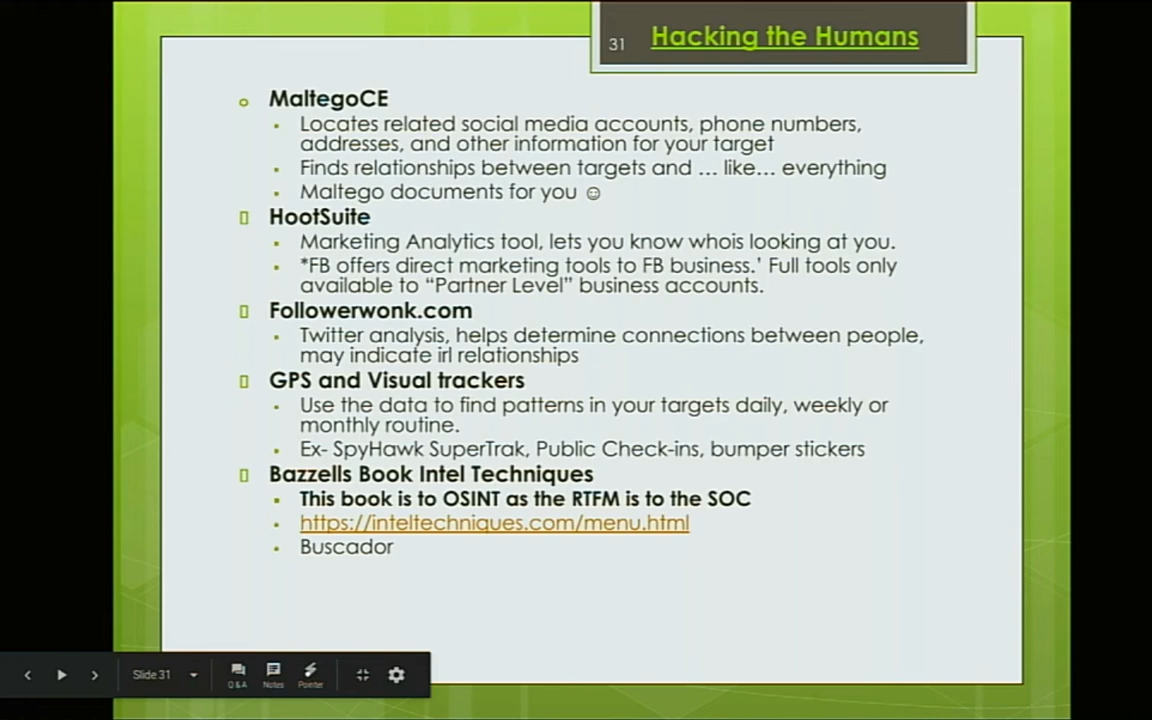 31 Hacking the Humans
MaltegoCE
Locates related social media accounts, phone numbers,
addresses, and other information for your target
Finds relationships between targets and ... like... everything
Maltego documents for you ☺
HootSuite
Marketing Analytics tool, lets you know whois looking at you.
*FB offers direct marketing tools to FB business.’ Full tools only
available to “Partner Level” business accounts.
Followerwonk.com
Twitter analysis, helps determine connections between people,
may indicate irl relationships
GPS and Visual trackers
Use the data to find patterns in your targets daily, weekly or
monthly routine.
Ex- SpyHawk SuperTrak, Public Check-ins, bumper stickers
Bazzells Book Intel Techniques
This book is to OSINT as the RTFM is to the SOC
https://inteltechniques.com/menu.html
Buscador
Slide 31
Q&A Notes Pointer